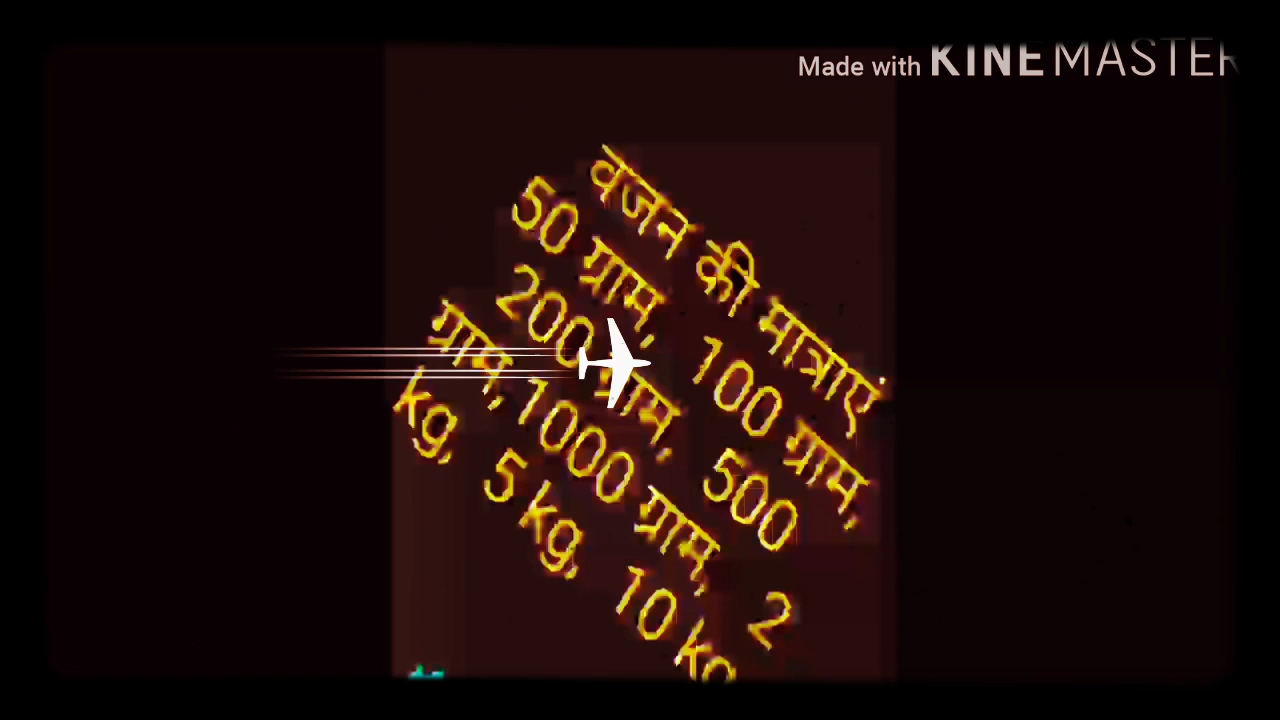 Made with KINEMASTER
वजन की मात्राएं
50 ग्राम, 100 ग्राम,
200 ग्राम, 500
ग्राम,1000 ग्राम, 2
kg, 5 kg, 10 kg